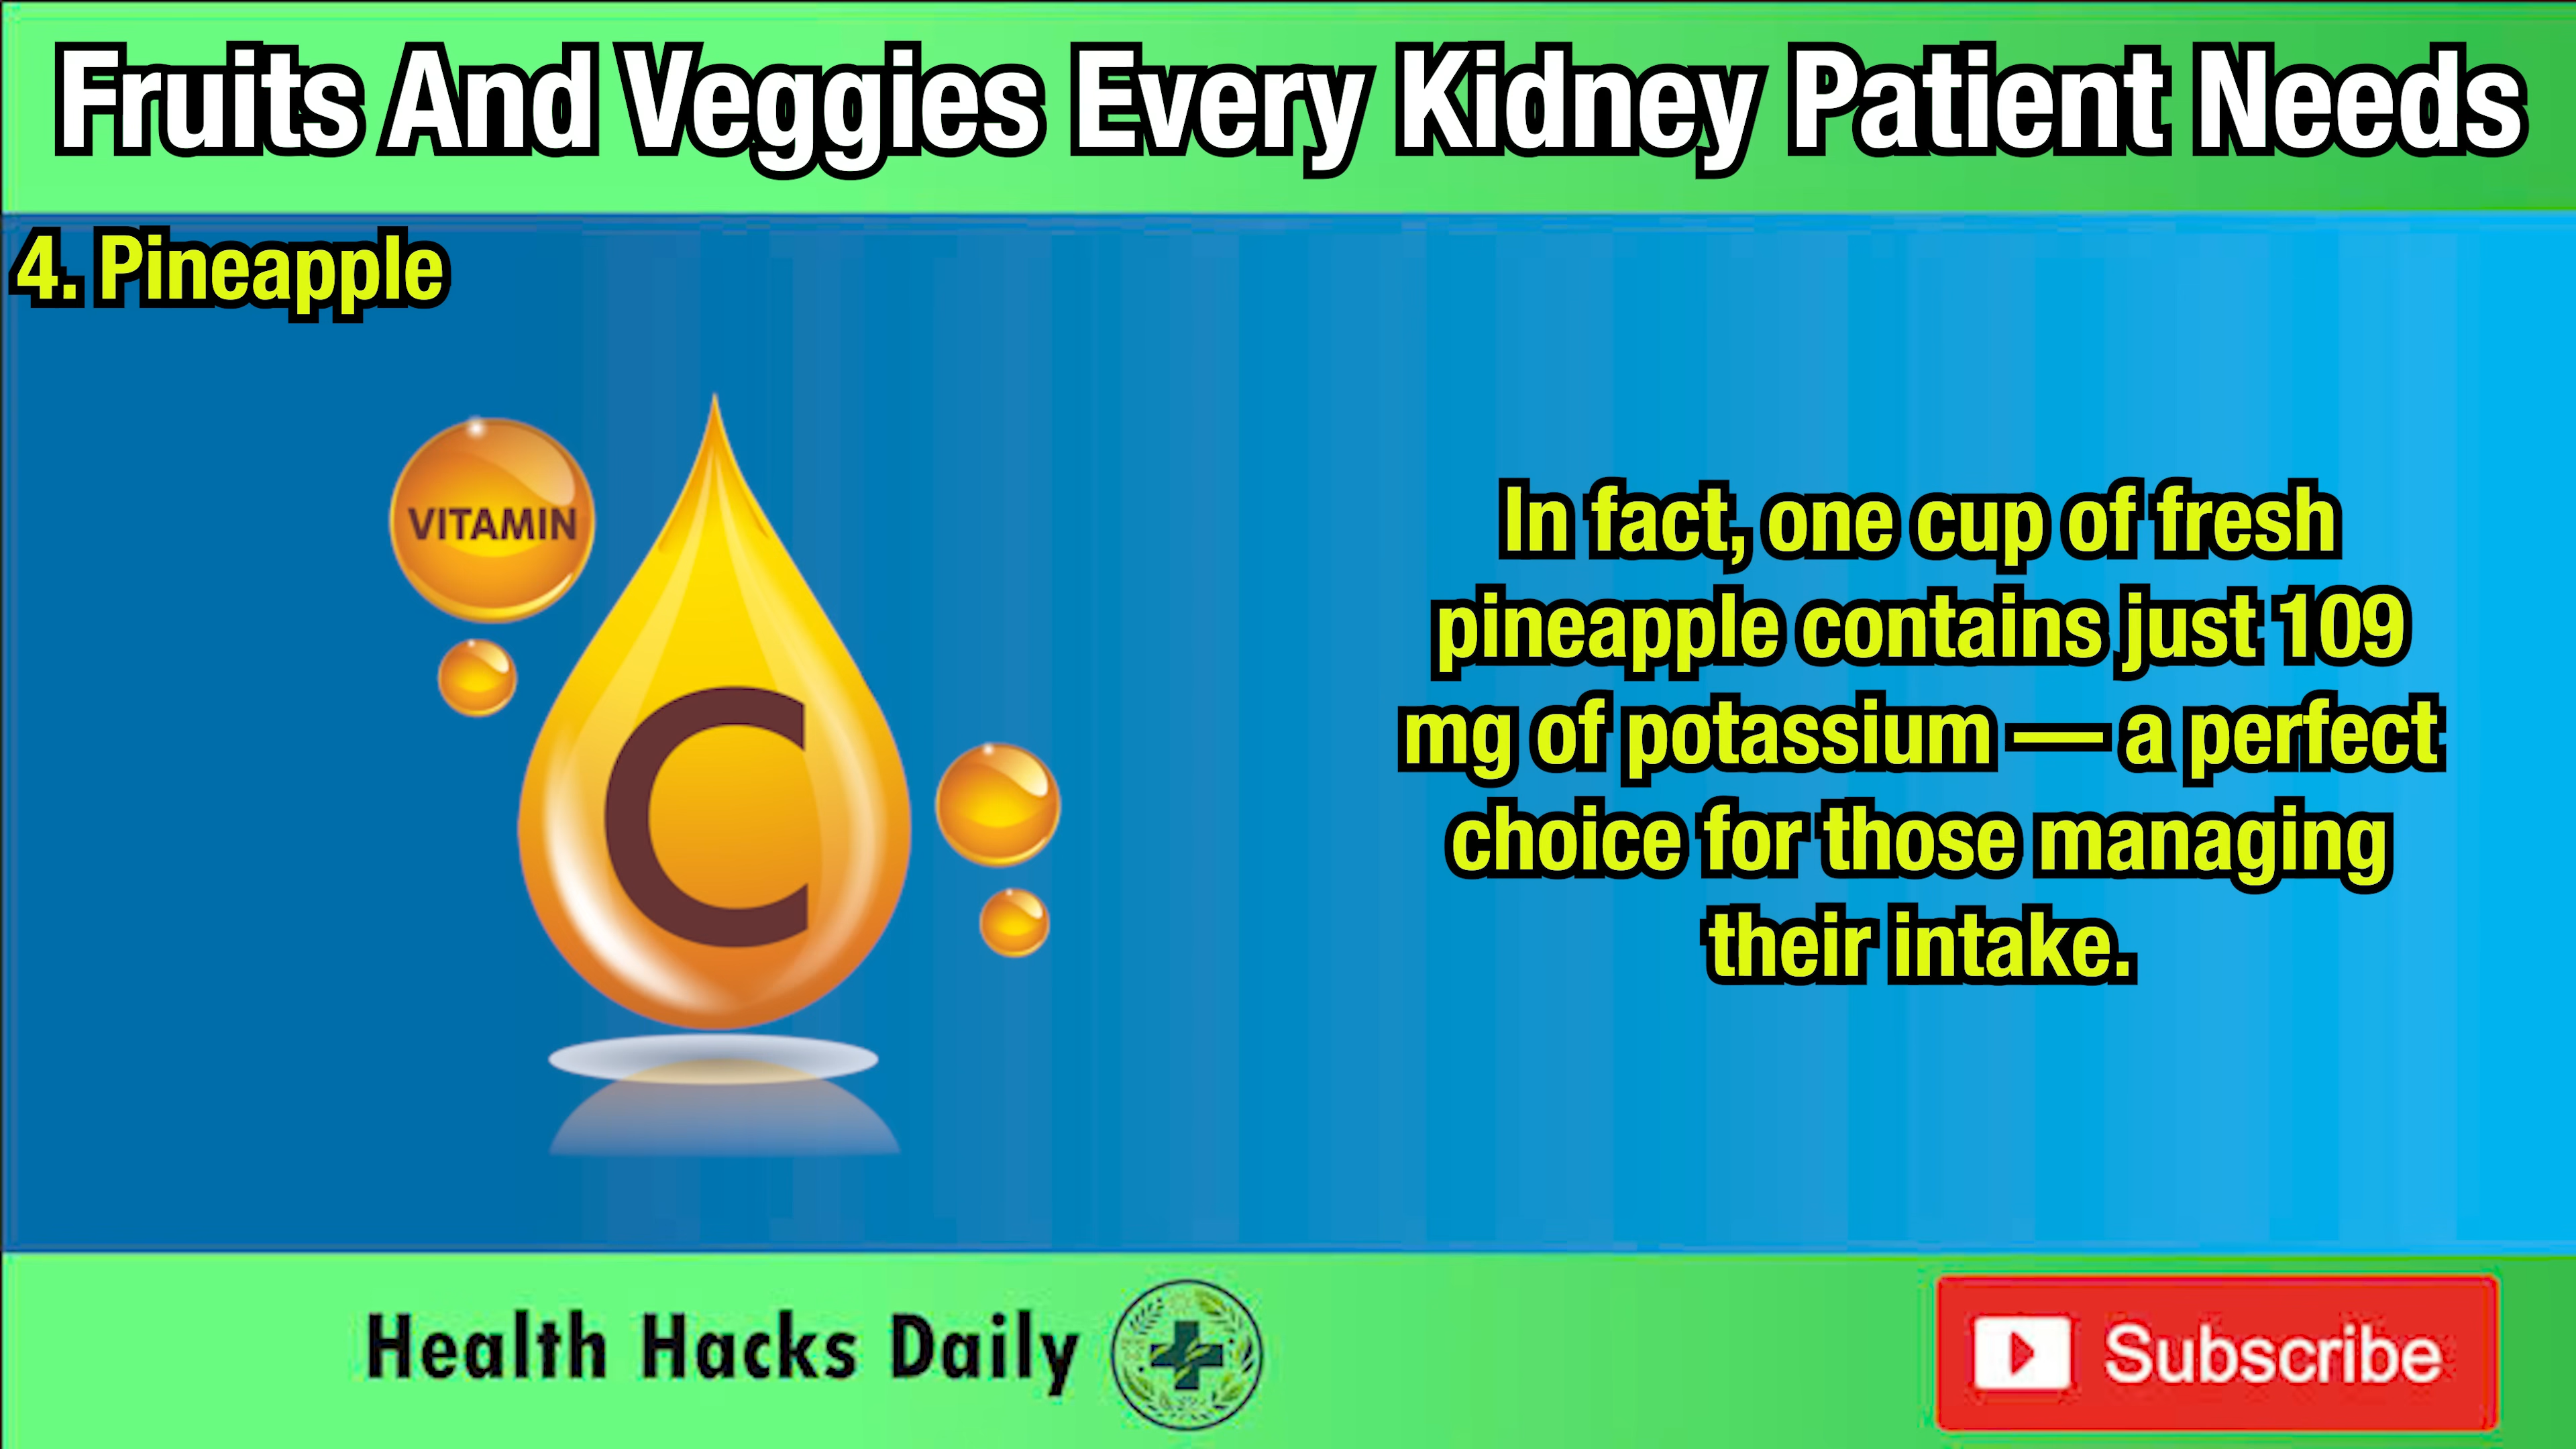 Fruits And Veggies Every Kidney Patient Needs
4. Pineapple
VITAMIN
C
In fact, one cup of fresh
pineapple contains just 109
mg of potassium — a perfect
choice for those managing
their intake.
Health Hacks Daily
Subscribe